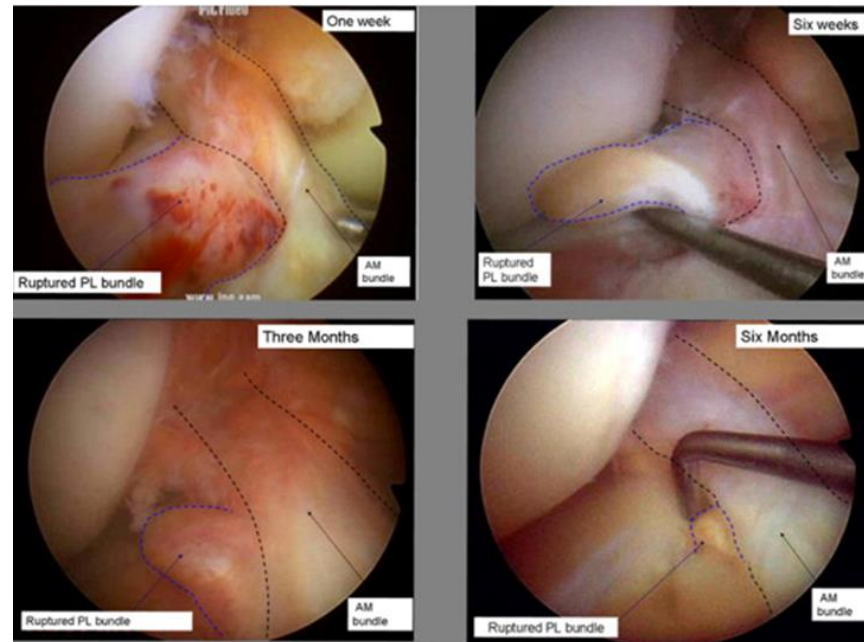 One week
Ruptured PL bundle
AM
bundle
Six weeks
Ruptured
PL bundle
AM
bundle
Three Months
Ruptured PL bundle
AM
bundle
Six Months
Ruptured PL bundle
AM
bundle